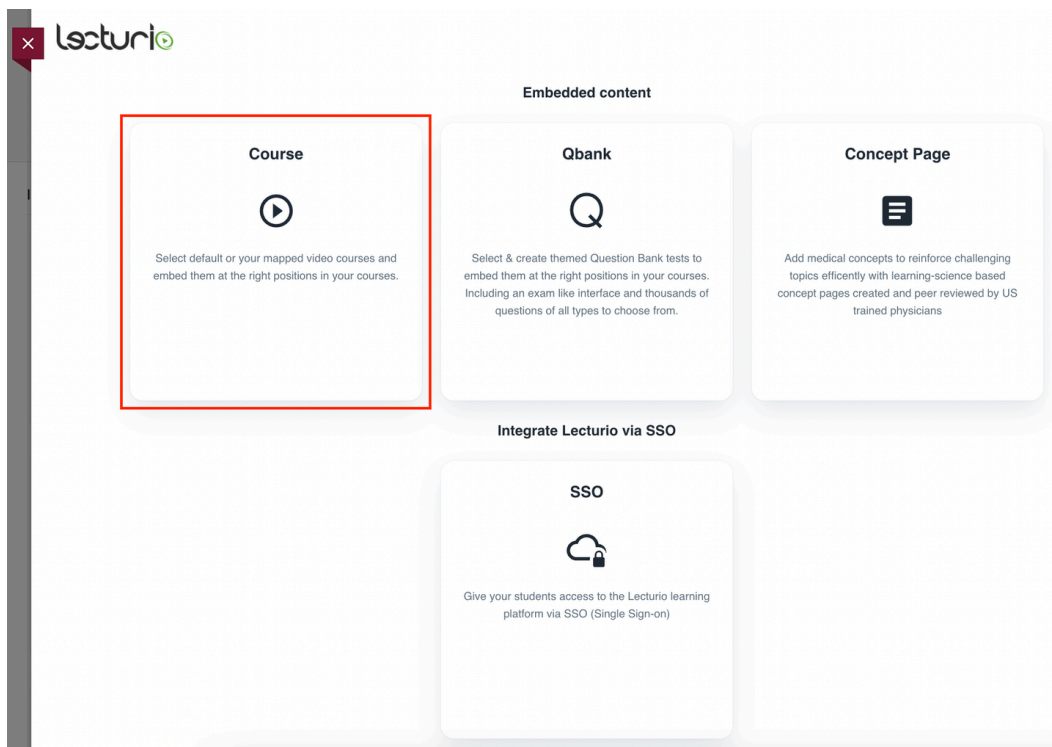 lecturio
Embedded content
Course
Select default or your mapped video courses and
embed them at the right positions in your courses.
Qbank
Select & create themed Question Bank tests to
embed them at the right positions in your courses.
Including an exam like interface and thousands of
questions of all types to choose from.
Concept Page
Add medical concepts to reinforce challenging
topics efficently with learning-science based
concept pages created and peer reviewed by US
trained physicians
Integrate Lecturio via SSO
SSO
Give your students access to the Lecturio learning
platform via SSO (Single Sign-on)